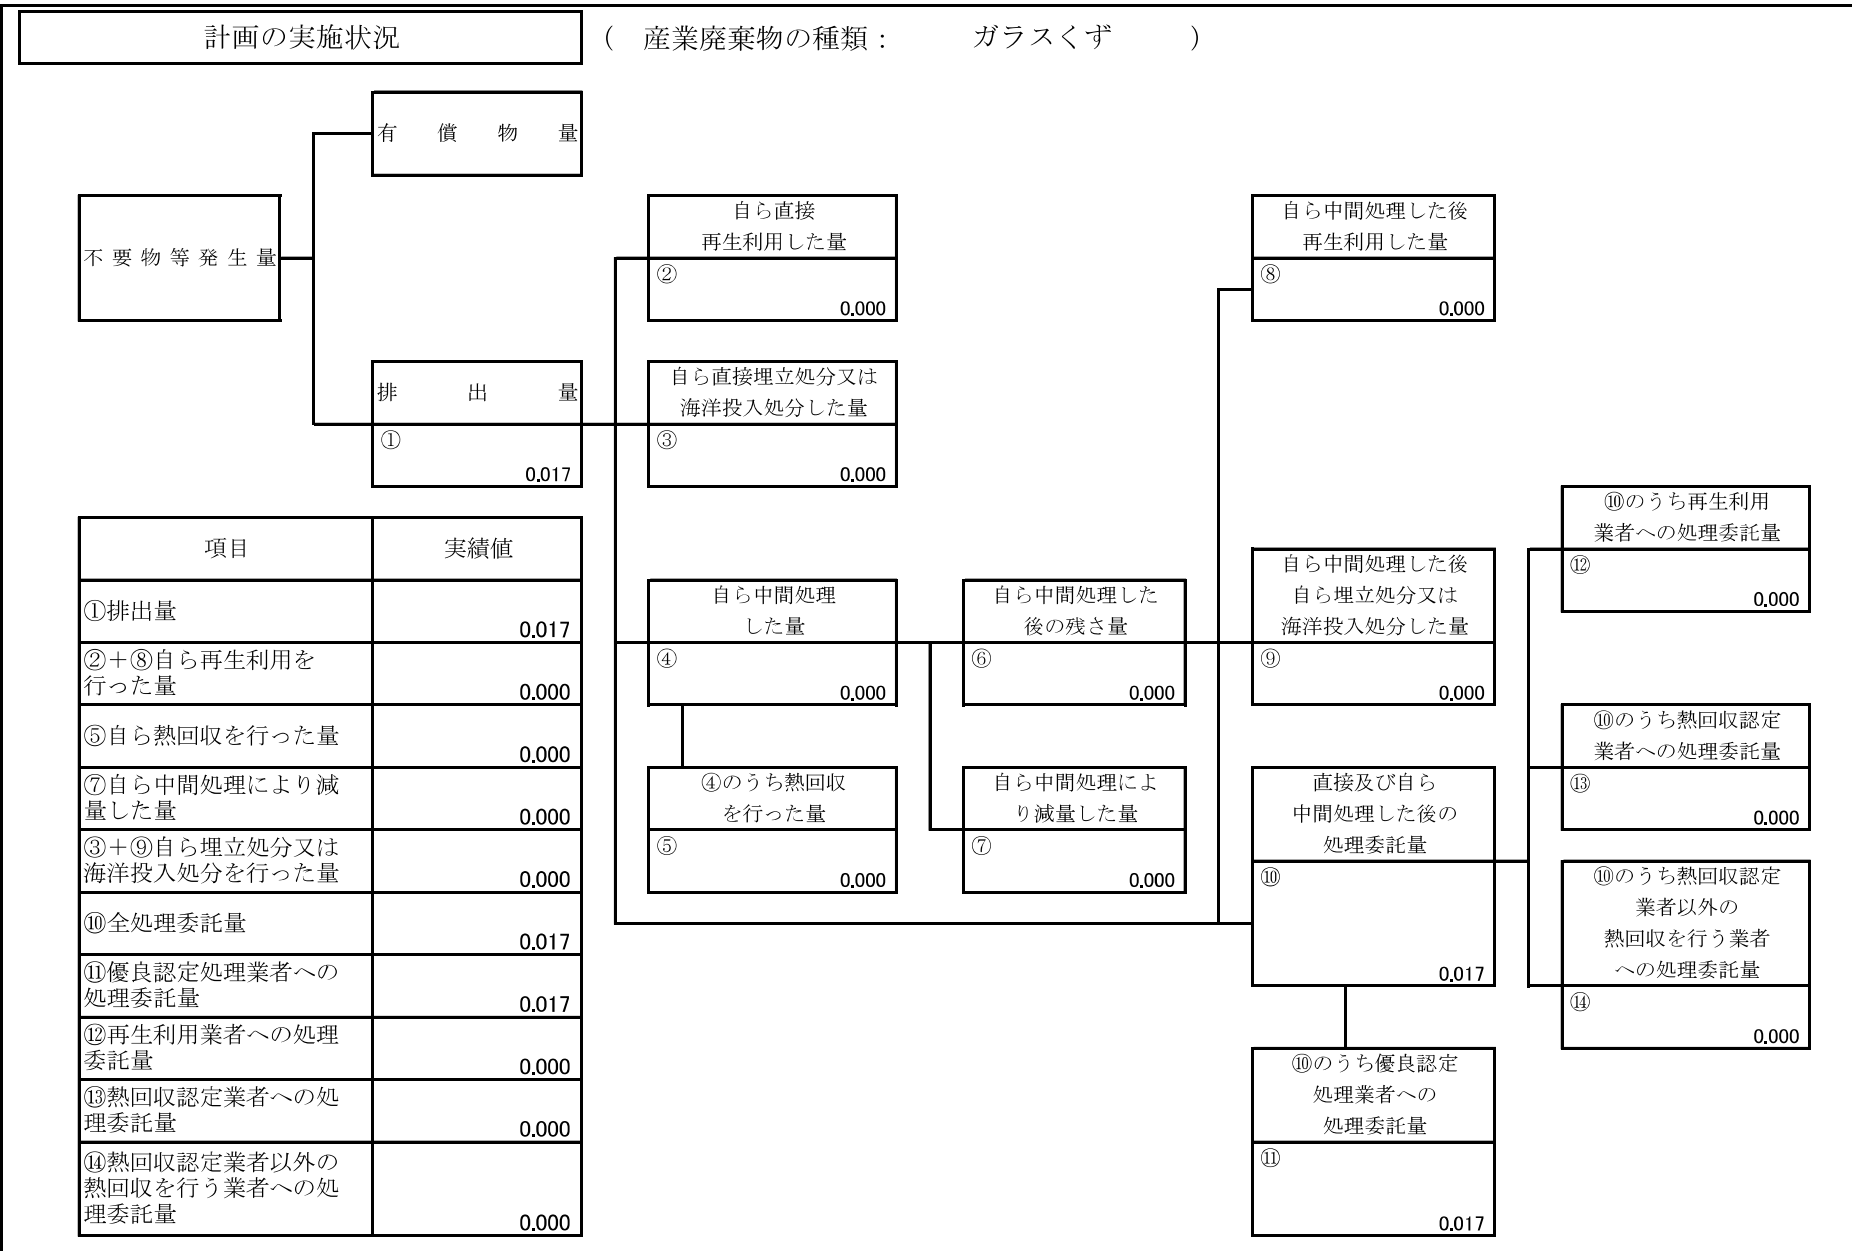 計画の実施状況
（　産業廃棄物の種類：　ガラスくず　）
有償物量
不要物等発生量
排出量
①
0.017
自ら直接
再生利用した量
②
0.000
自ら直接埋立処分又は
海洋投入処分した量
③
0.000
自ら中間処理した後
再生利用した量
⑧
0.000
項目　実績値
①排出量
0.017
②＋⑧自ら再生利用を
行った量
0.000
⑤自ら熱回収を行った量
0.000
⑦自ら中間処理により減
量した量
0.000
③＋⑨自ら埋立処分又は
海洋投入処分を行った量
0.000
⑩全処理委託量
0.017
⑪優良認定処理業者への
処理委託量
0.017
⑫再生利用業者への処理
委託量
0.000
⑬熱回収認定業者への処
理委託量
0.000
⑭熱回収認定業者以外の
熱回収を行う業者への処
理委託量
0.000
自ら中間処理
した量
④
0.000
④のうち熱回収
を行った量
⑤
0.000
自ら中間処理した
後の残さ量
⑥
0.000
自ら中間処理によ
り減量した量
⑦
0.000
自ら中間処理した後
自ら埋立処分又は
海洋投入処分した量
⑨
0.000
直接及び自ら
中間処理した後の
処理委託量
⑩
0.017
⑩のうち優良認定
処理業者への
処理委託量
⑪
0.017
⑩のうち再生利用
業者への処理委託量
⑫
0.000
⑩のうち熱回収認定
業者への処理委託量
⑬
0.000
⑩のうち熱回収認定
業者以外の
熱回収を行う業者
への処理委託量
⑭
0.000